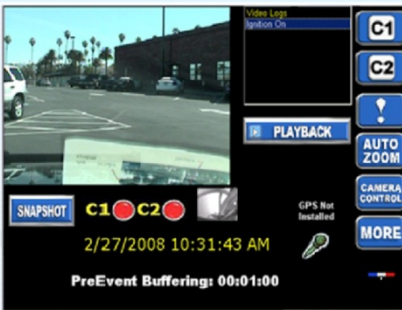 Video Logs
Ignition On
C1
C2
!
PLAYBACK
AUTO
ZOOM
CAMERA
CONTROL
SNAPSHOT
C1 C2
GPS Not
Installed
MORE
2/27/2008 10:31:43 AM
PreEvent Buffering: 00:01:00